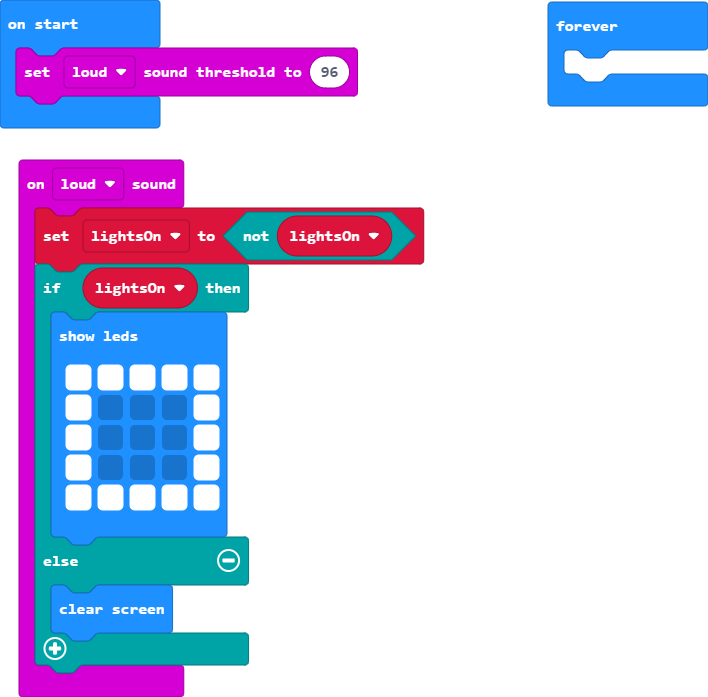 on start
set loud sound threshold to 96
forever
on loud sound
set lightsOn to not lightsOn
if lightsOn then
show leds
else
clear screen